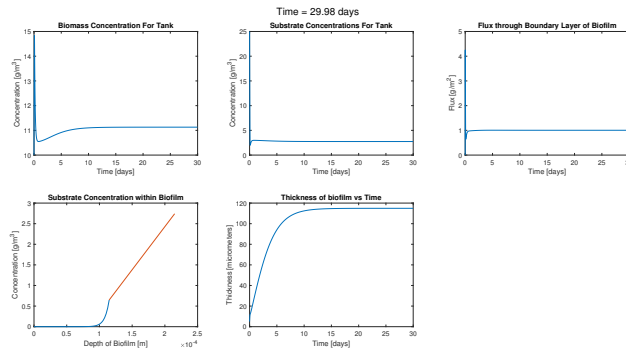 Time = 29.98 days
Biomass Concentration For Tank
Concentration [g/m³]
15
14
13
12
11
10
0 5 10 15 20 25 30
Time [days]
Substrate Concentrations For Tank
Concentration [g/m³]
25
20
15
10
5
0
0 5 10 15 20 25 30
Time [days]
Flux through Boundary Layer of Biofilm
Flux [g/m²]
5
4
3
2
1
0
0 5 10 15 20 25 30
Time [days]
Substrate Concentration within Biofilm
Concentration [g/m³]
3
2.5
2
1.5
1
0.5
0
0 0.5 1 1.5 2 2.5
Depth of Biofilm [m]
×10⁻⁴
Thickness of biofilm vs Time
Thickness [micrometers]
120
100
80
60
40
20
0
0 5 10 15 20 25 30
Time [days]